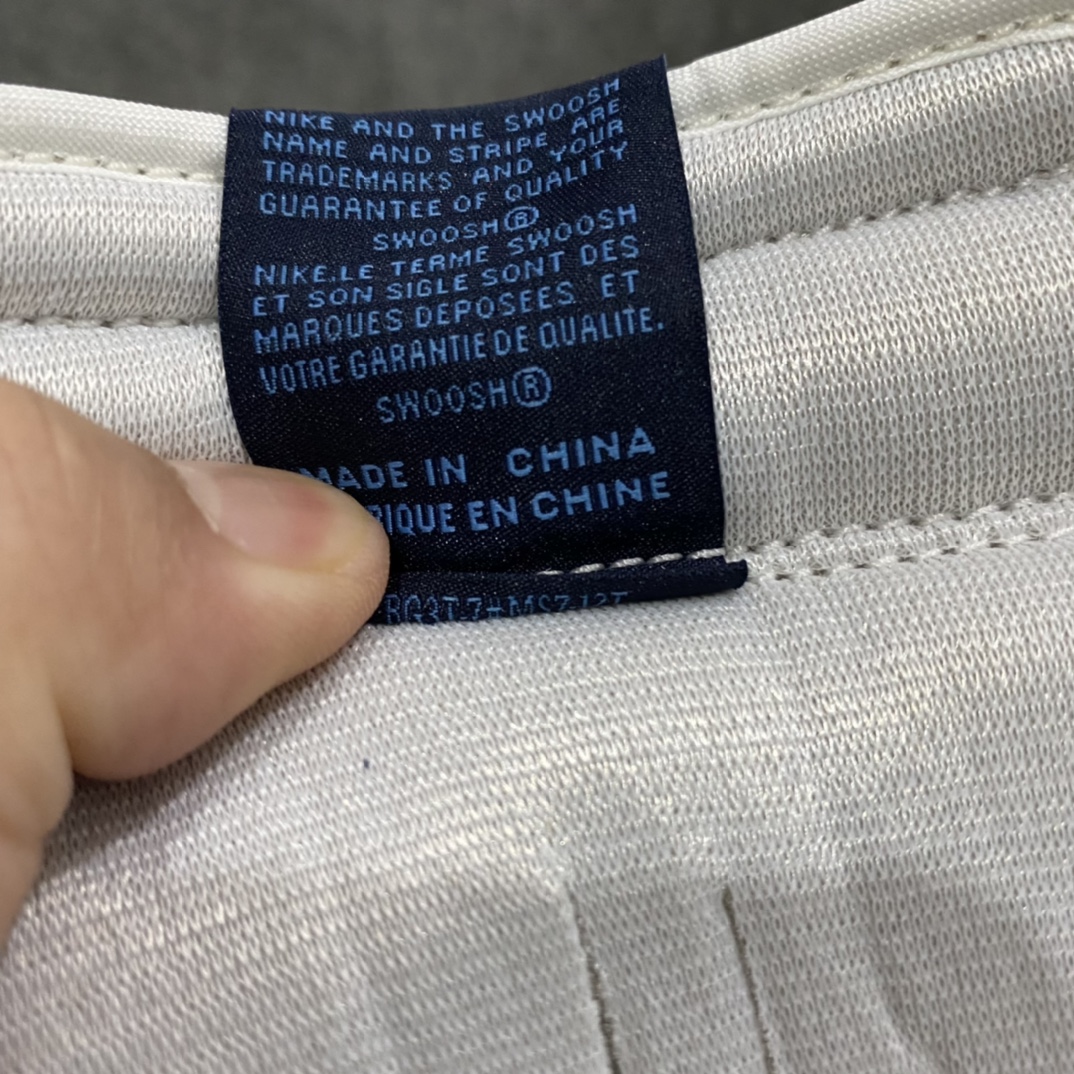 NIKE AND THE SWOOSH
NAME AND STRIPE ARE
TRADEMARKS AND YOUR
GUARANTEE OF QUALITY
SWOOSH®
NIKE.LE TERME SWOOSH
ET SON SIGLE SONT DES
MARQUES DEPOSEES ET
VOTRE GARANTIE DE QUALITE.
SWOOSH®
MADE IN CHINA
EN CHINE